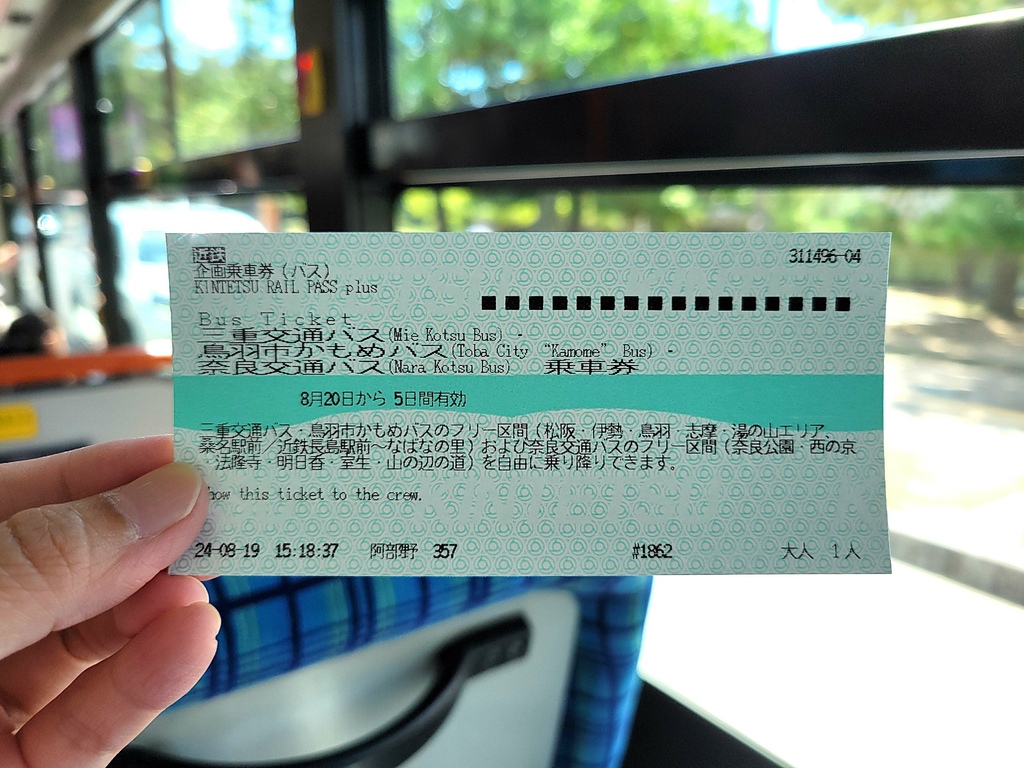 近鉄
311496-04
企画乗車券(バス)
KINTETSU RAIL PASS plus
Bus Ticket
三重交通バス(Mie Kotsu Bus)・
鳥羽市かもめバス(Toba City “Kamome” Bus)・
奈良交通バス(Nara Kotsu Bus) 乗車券
8月20日から 5日間有効
三重交通バス・鳥羽市かもめバスのフリー区間(松阪・伊勢・鳥羽・志摩・湯の山エリア、
桑名駅前/近鉄長島駅前~なばなの里)および奈良交通バスのフリー区間(奈良公園・西の京
・法隆寺・明日香・室生・山の辺の道)を自由に乗り降りできます。
how this ticket to the crew.
24-08-19 15:18:37 阿部野 357 #1862 大人 1人